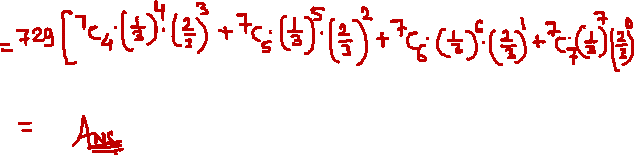 = 729 [ ⁷C₄·(1/3)⁴·(2/3)³ + ⁷C₅·(1/3)⁵·(2/3)² + ⁷C₆·(1/3)⁶·(2/3)¹ + ⁷C₇·(1/3)⁷(2/3)⁰
= Ans